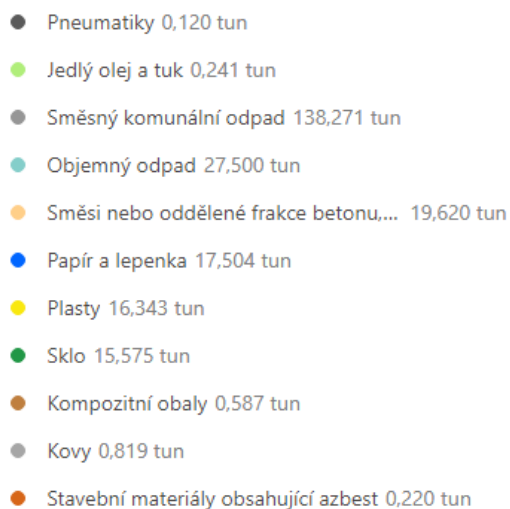 Pneumatiky 0,120 tun
Jedlý olej a tuk 0,241 tun
Směsný komunální odpad 138,271 tun
Objemný odpad 27,500 tun
Směsi nebo oddělené frakce betonu,... 19,620 tun
Papír a lepenka 17,504 tun
Plasty 16,343 tun
Sklo 15,575 tun
Kompozitní obaly 0,587 tun
Kovy 0,819 tun
Stavební materiály obsahující azbest 0,220 tun